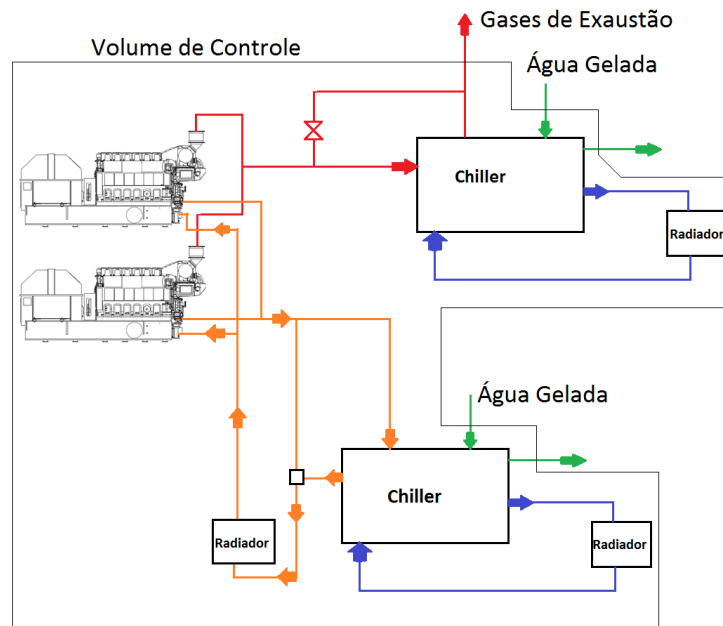 Gases de Exaustão
Volume de Controle
Água Gelada
Chiller
Radiador
Água Gelada
Chiller
Radiador
Radiador